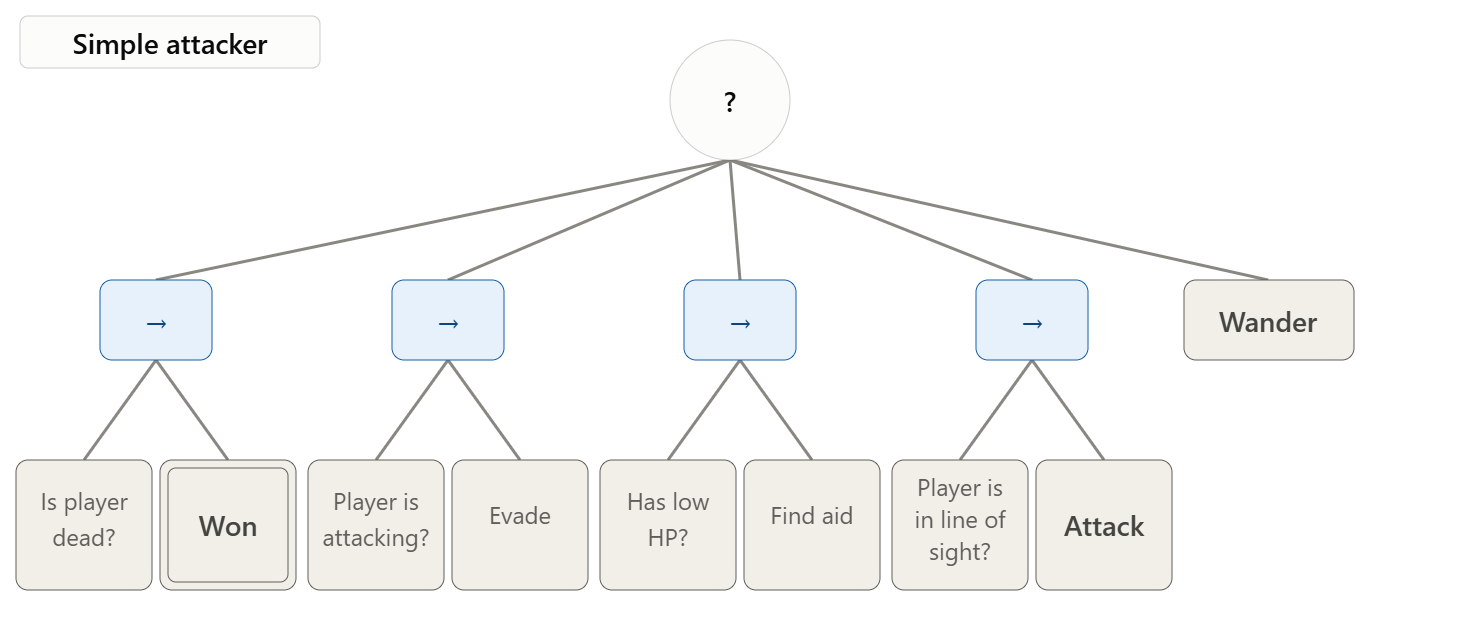 Simple attacker
?
→
→
→
→
Wander
Is player
dead?
Won
Player is
attacking?
Evade
Has low
HP?
Find aid
Player is
in line of
sight?
Attack